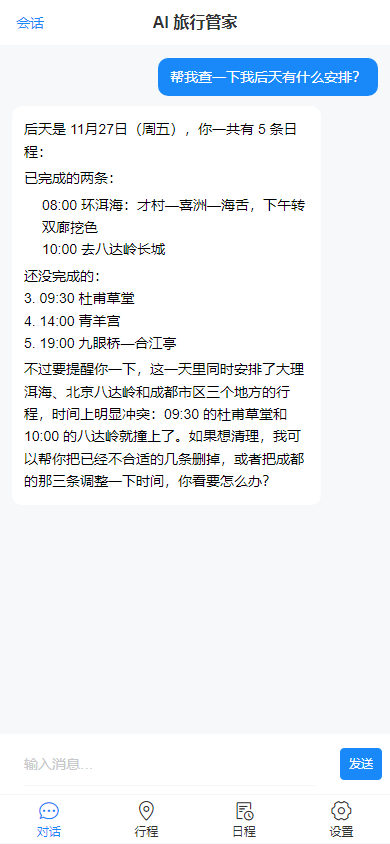 会话
AI 旅行管家
帮我查一下我后天有什么安排？
后天是 11月27日（周五），你一共有 5 条日
程：
已完成的两条：
08:00 环洱海：才村—喜洲—海舌，下午转
双廊挖色
10:00 去八达岭长城
还没完成的：
3. 09:30 杜甫草堂
4. 14:00 青羊宫
5. 19:00 九眼桥—合江亭
不过要提醒你一下，这一天里同时安排了大理
洱海、北京八达岭和成都市区三个地方的行
程，时间上明显冲突：09:30 的杜甫草堂和
10:00 的八达岭就撞上了。如果想清理，我可
以帮你把已经不合适的几条删掉，或者把成都
的那三条调整一下时间，你看要怎么办？
输入消息...
发送
对话
行程
日程
设置